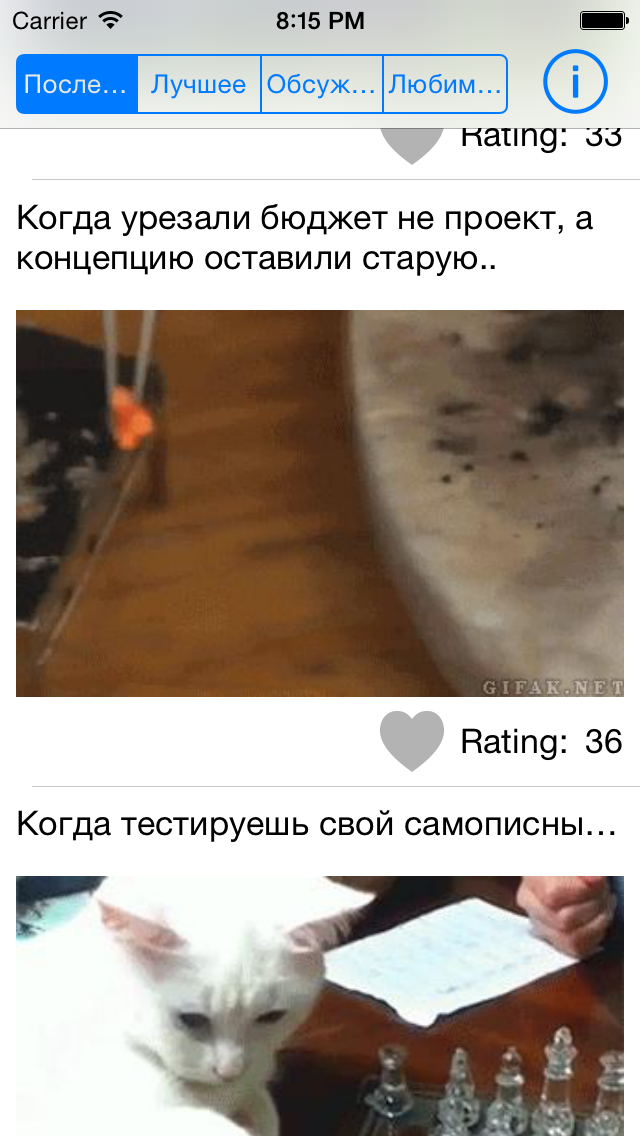 Carrier 8:15 PM
После... Лучшее Обсуж... Любим...
Rating: 33
Когда урезали бюджет не проект, а
концепцию оставили старую..
GIFAK.NET
Rating: 36
Когда тестируешь свой самописны...